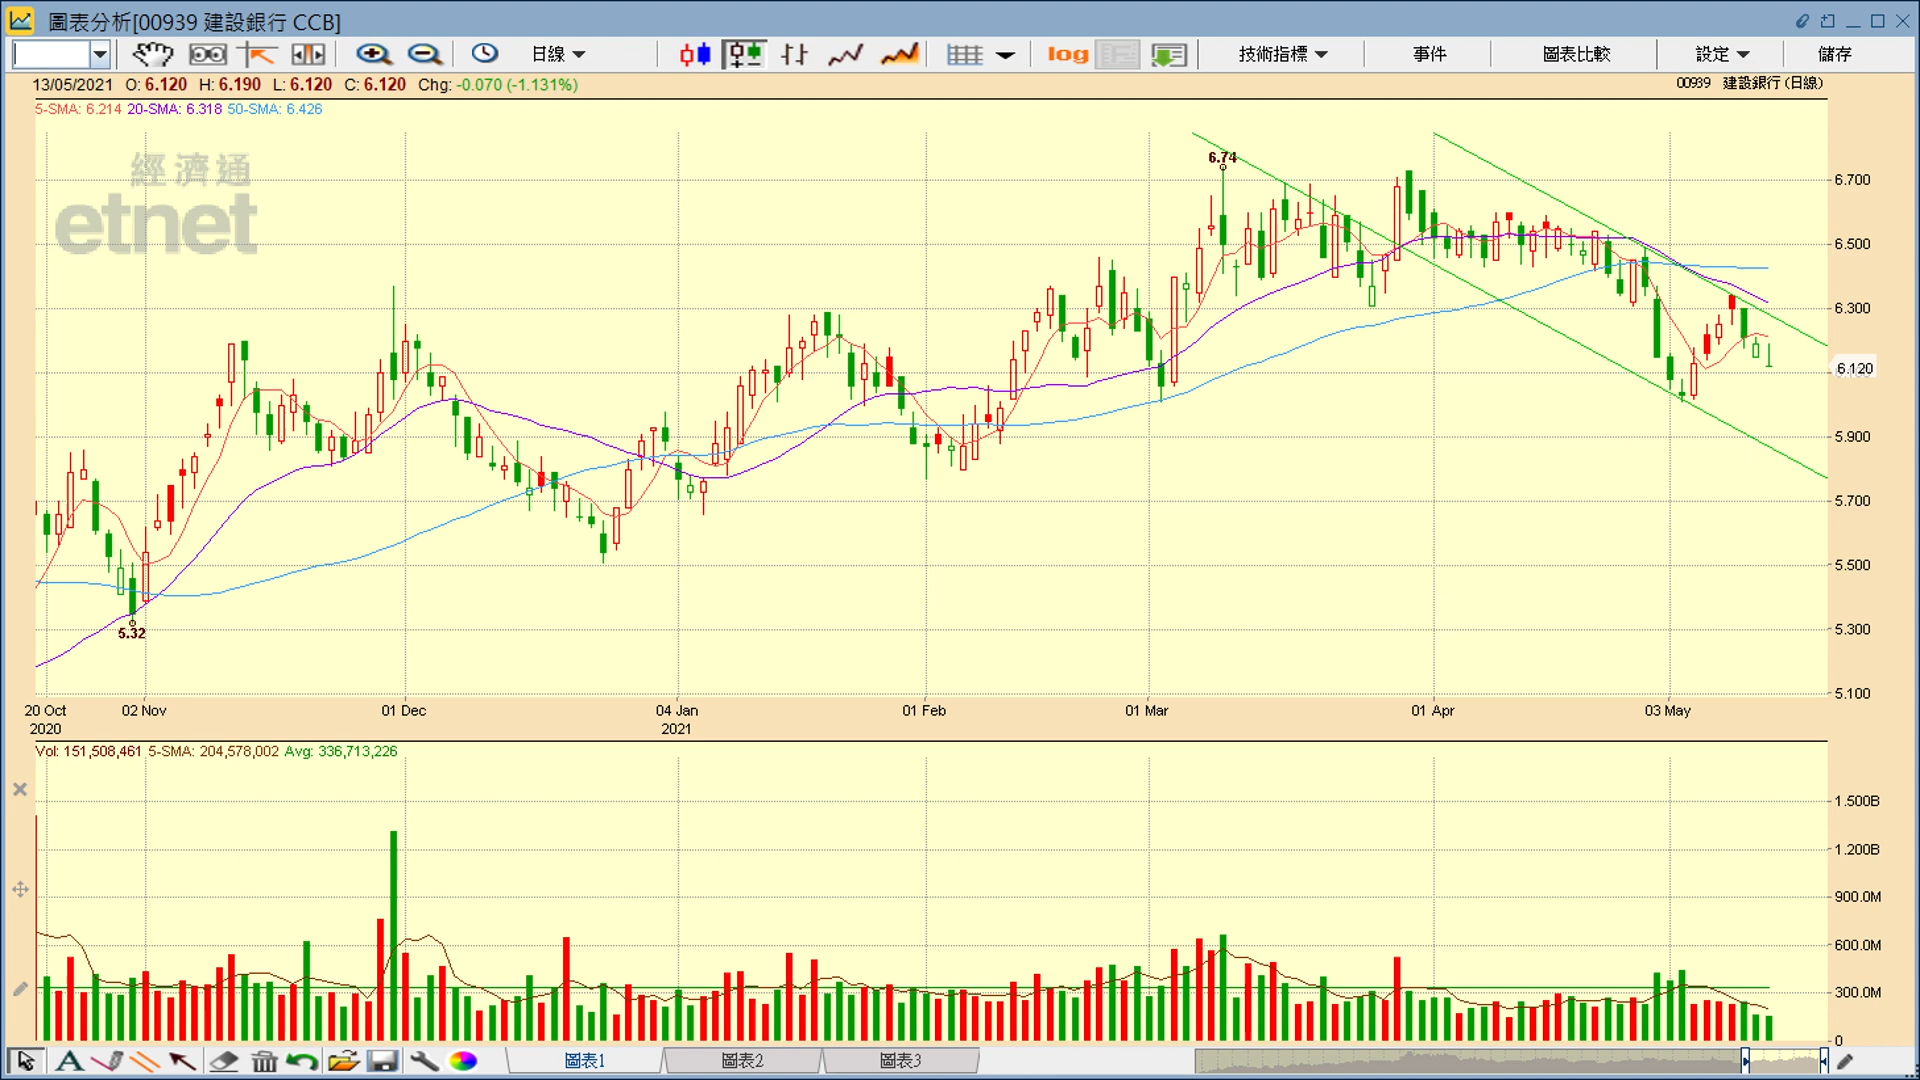 圖表分析[00939 建設銀行 CCB]
日線 log 技術指標 事件 圖表比較 設定 儲存
13/05/2021 O: 6.120 H: 6.190 L: 6.120 C: 6.120 Chg: -0.070 (-1.131%) 00939 建設銀行 (日線)
5-SMA: 6.214 20-SMA: 6.318 50-SMA: 6.426
經濟通
etnet
6.74
6.700
6.500
6.300
6.120
5.900
5.700
5.500
5.32
5.300
5.100
20 Oct 02 Nov 01 Dec 04 Jan 01 Feb 01 Mar 01 Apr 03 May
2020 2021
Vol: 151,508,461 5-SMA: 204,578,002 Avg: 336,713,226
1.500B
1.200B
900.0M
600.0M
300.0M
0
A 圖表1 圖表2 圖表3